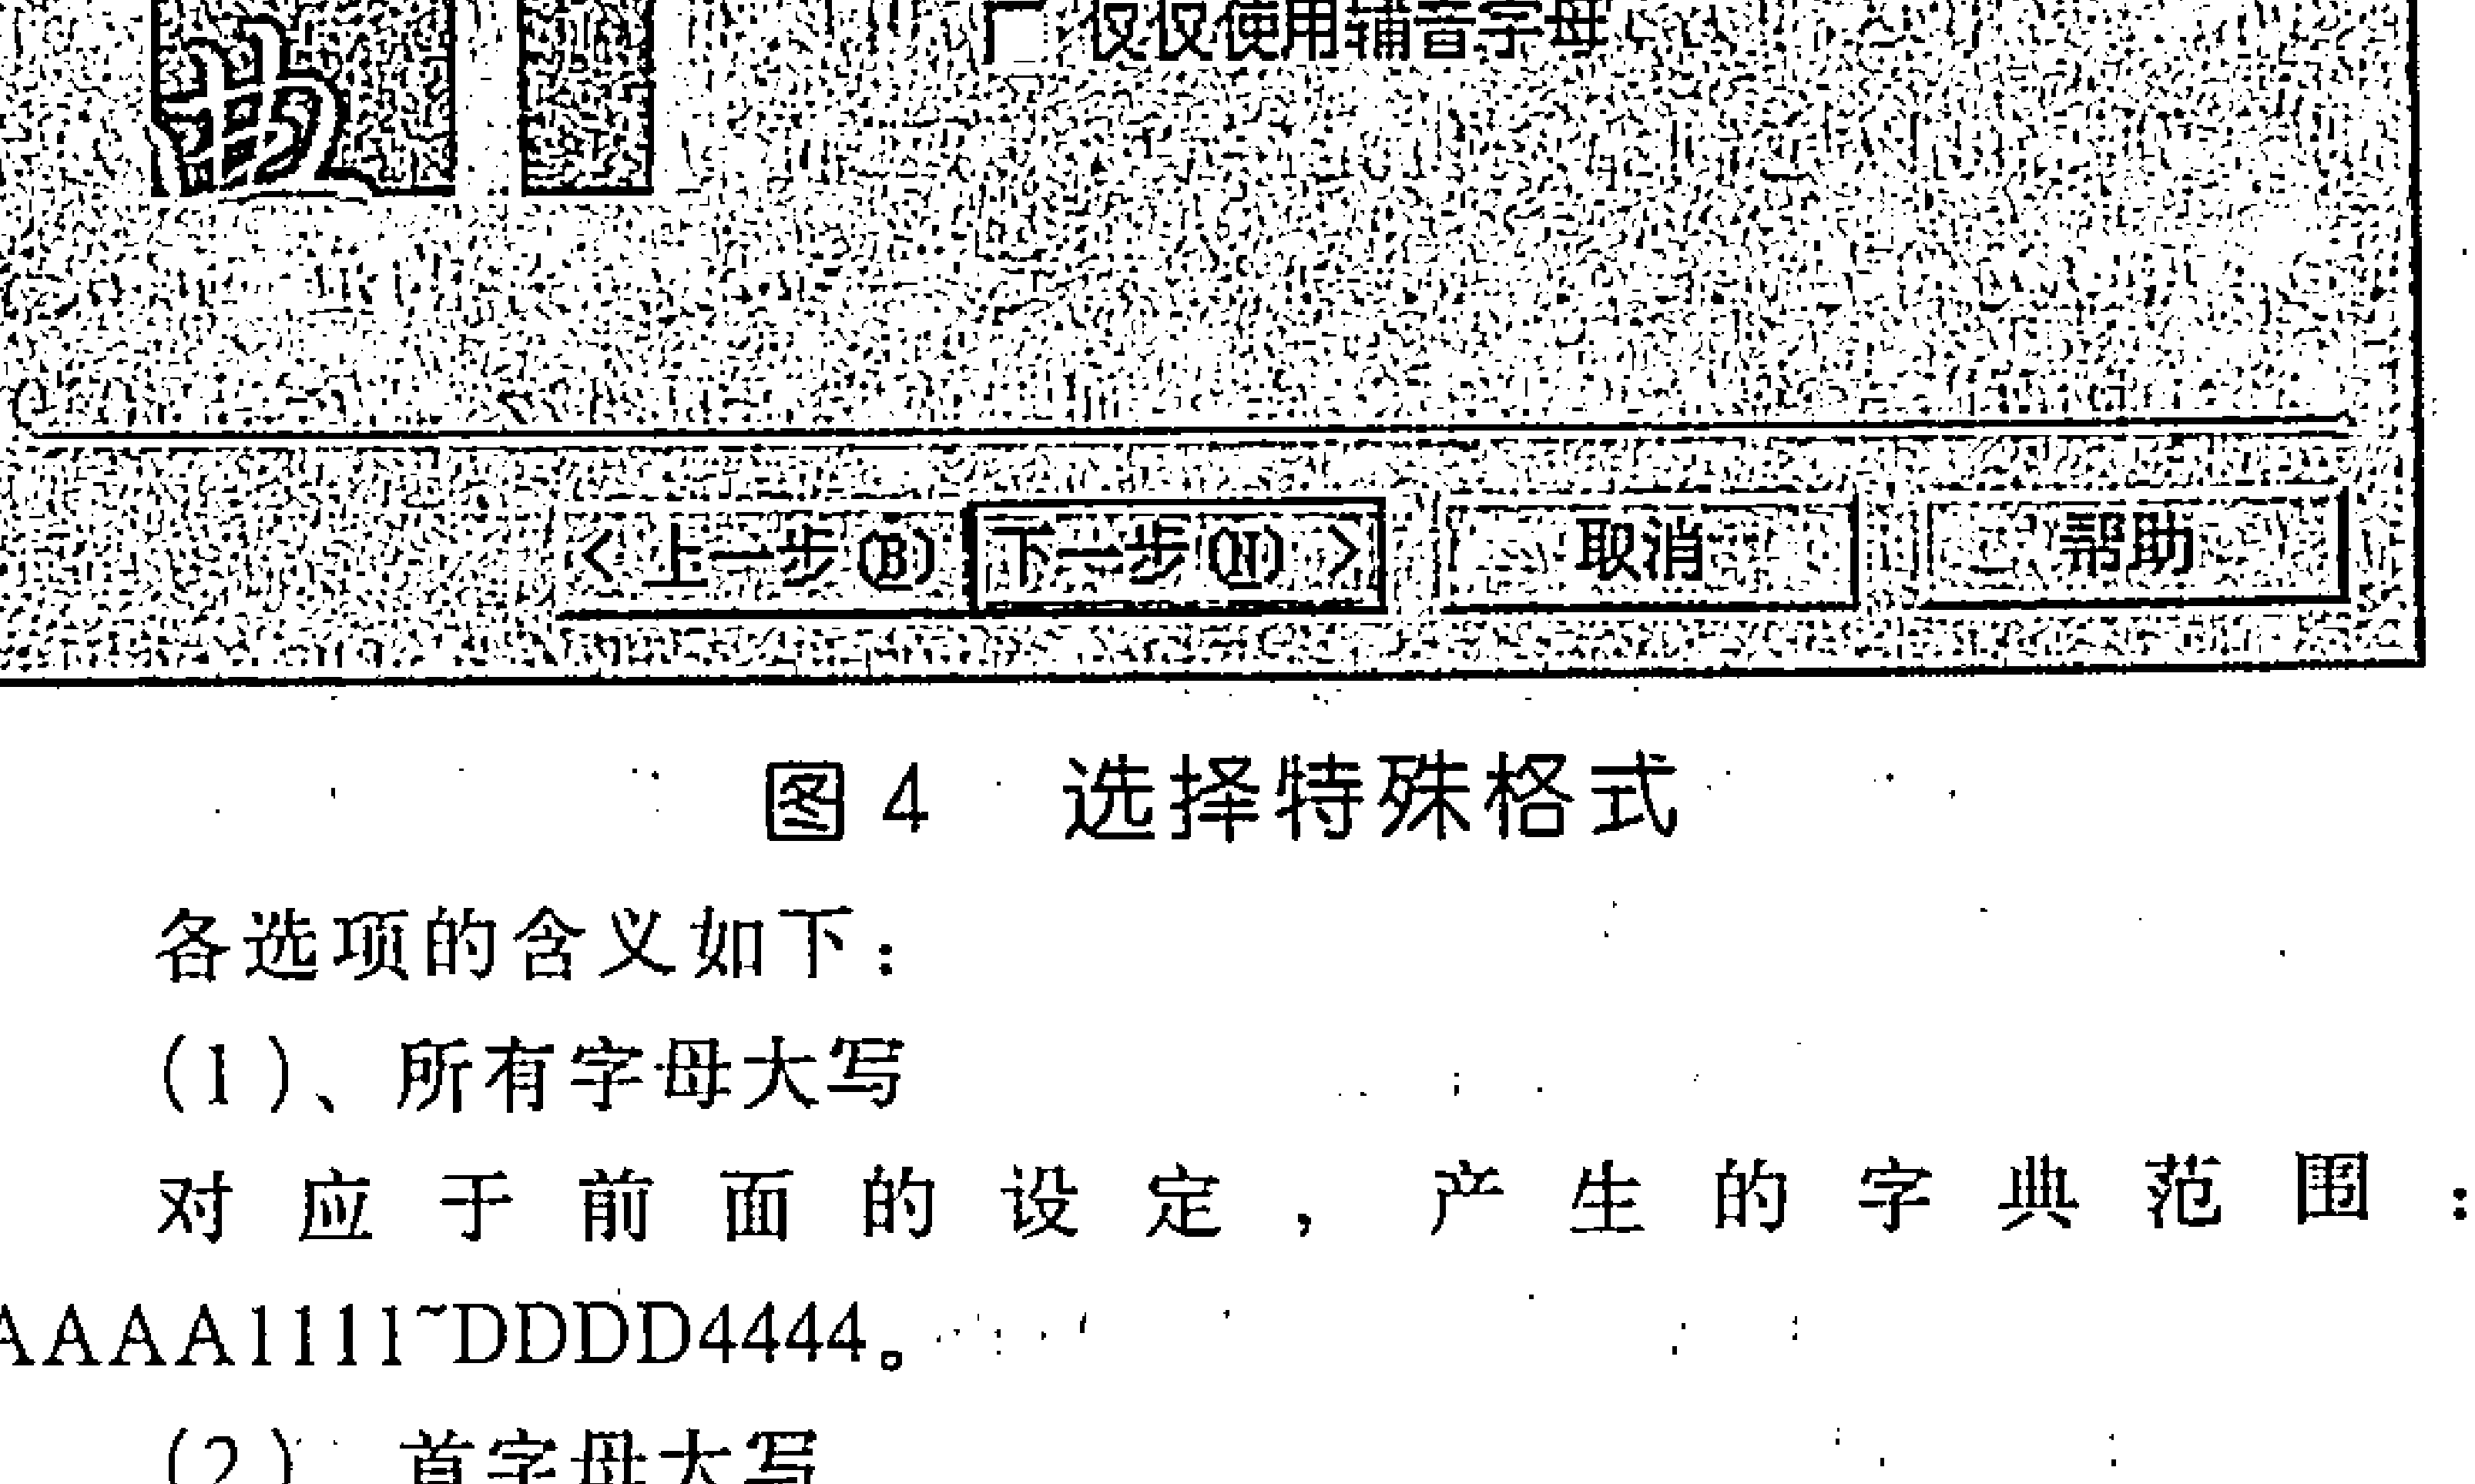 仅仅使用辅音字母
< 上一步(B) 下一步(N) > 取消 帮助
图 4 选择特殊格式
各选项的含义如下：
(1)、所有字母大写
对应于前面的设定，产生的字典范围：
AAAA1111~DDDD4444。
(2) 首字母大写